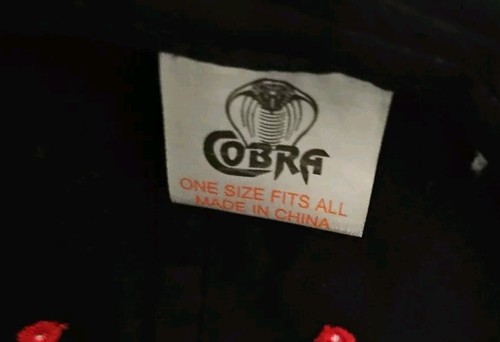 COBRA
ONE SIZE FITS ALL
MADE IN CHINA